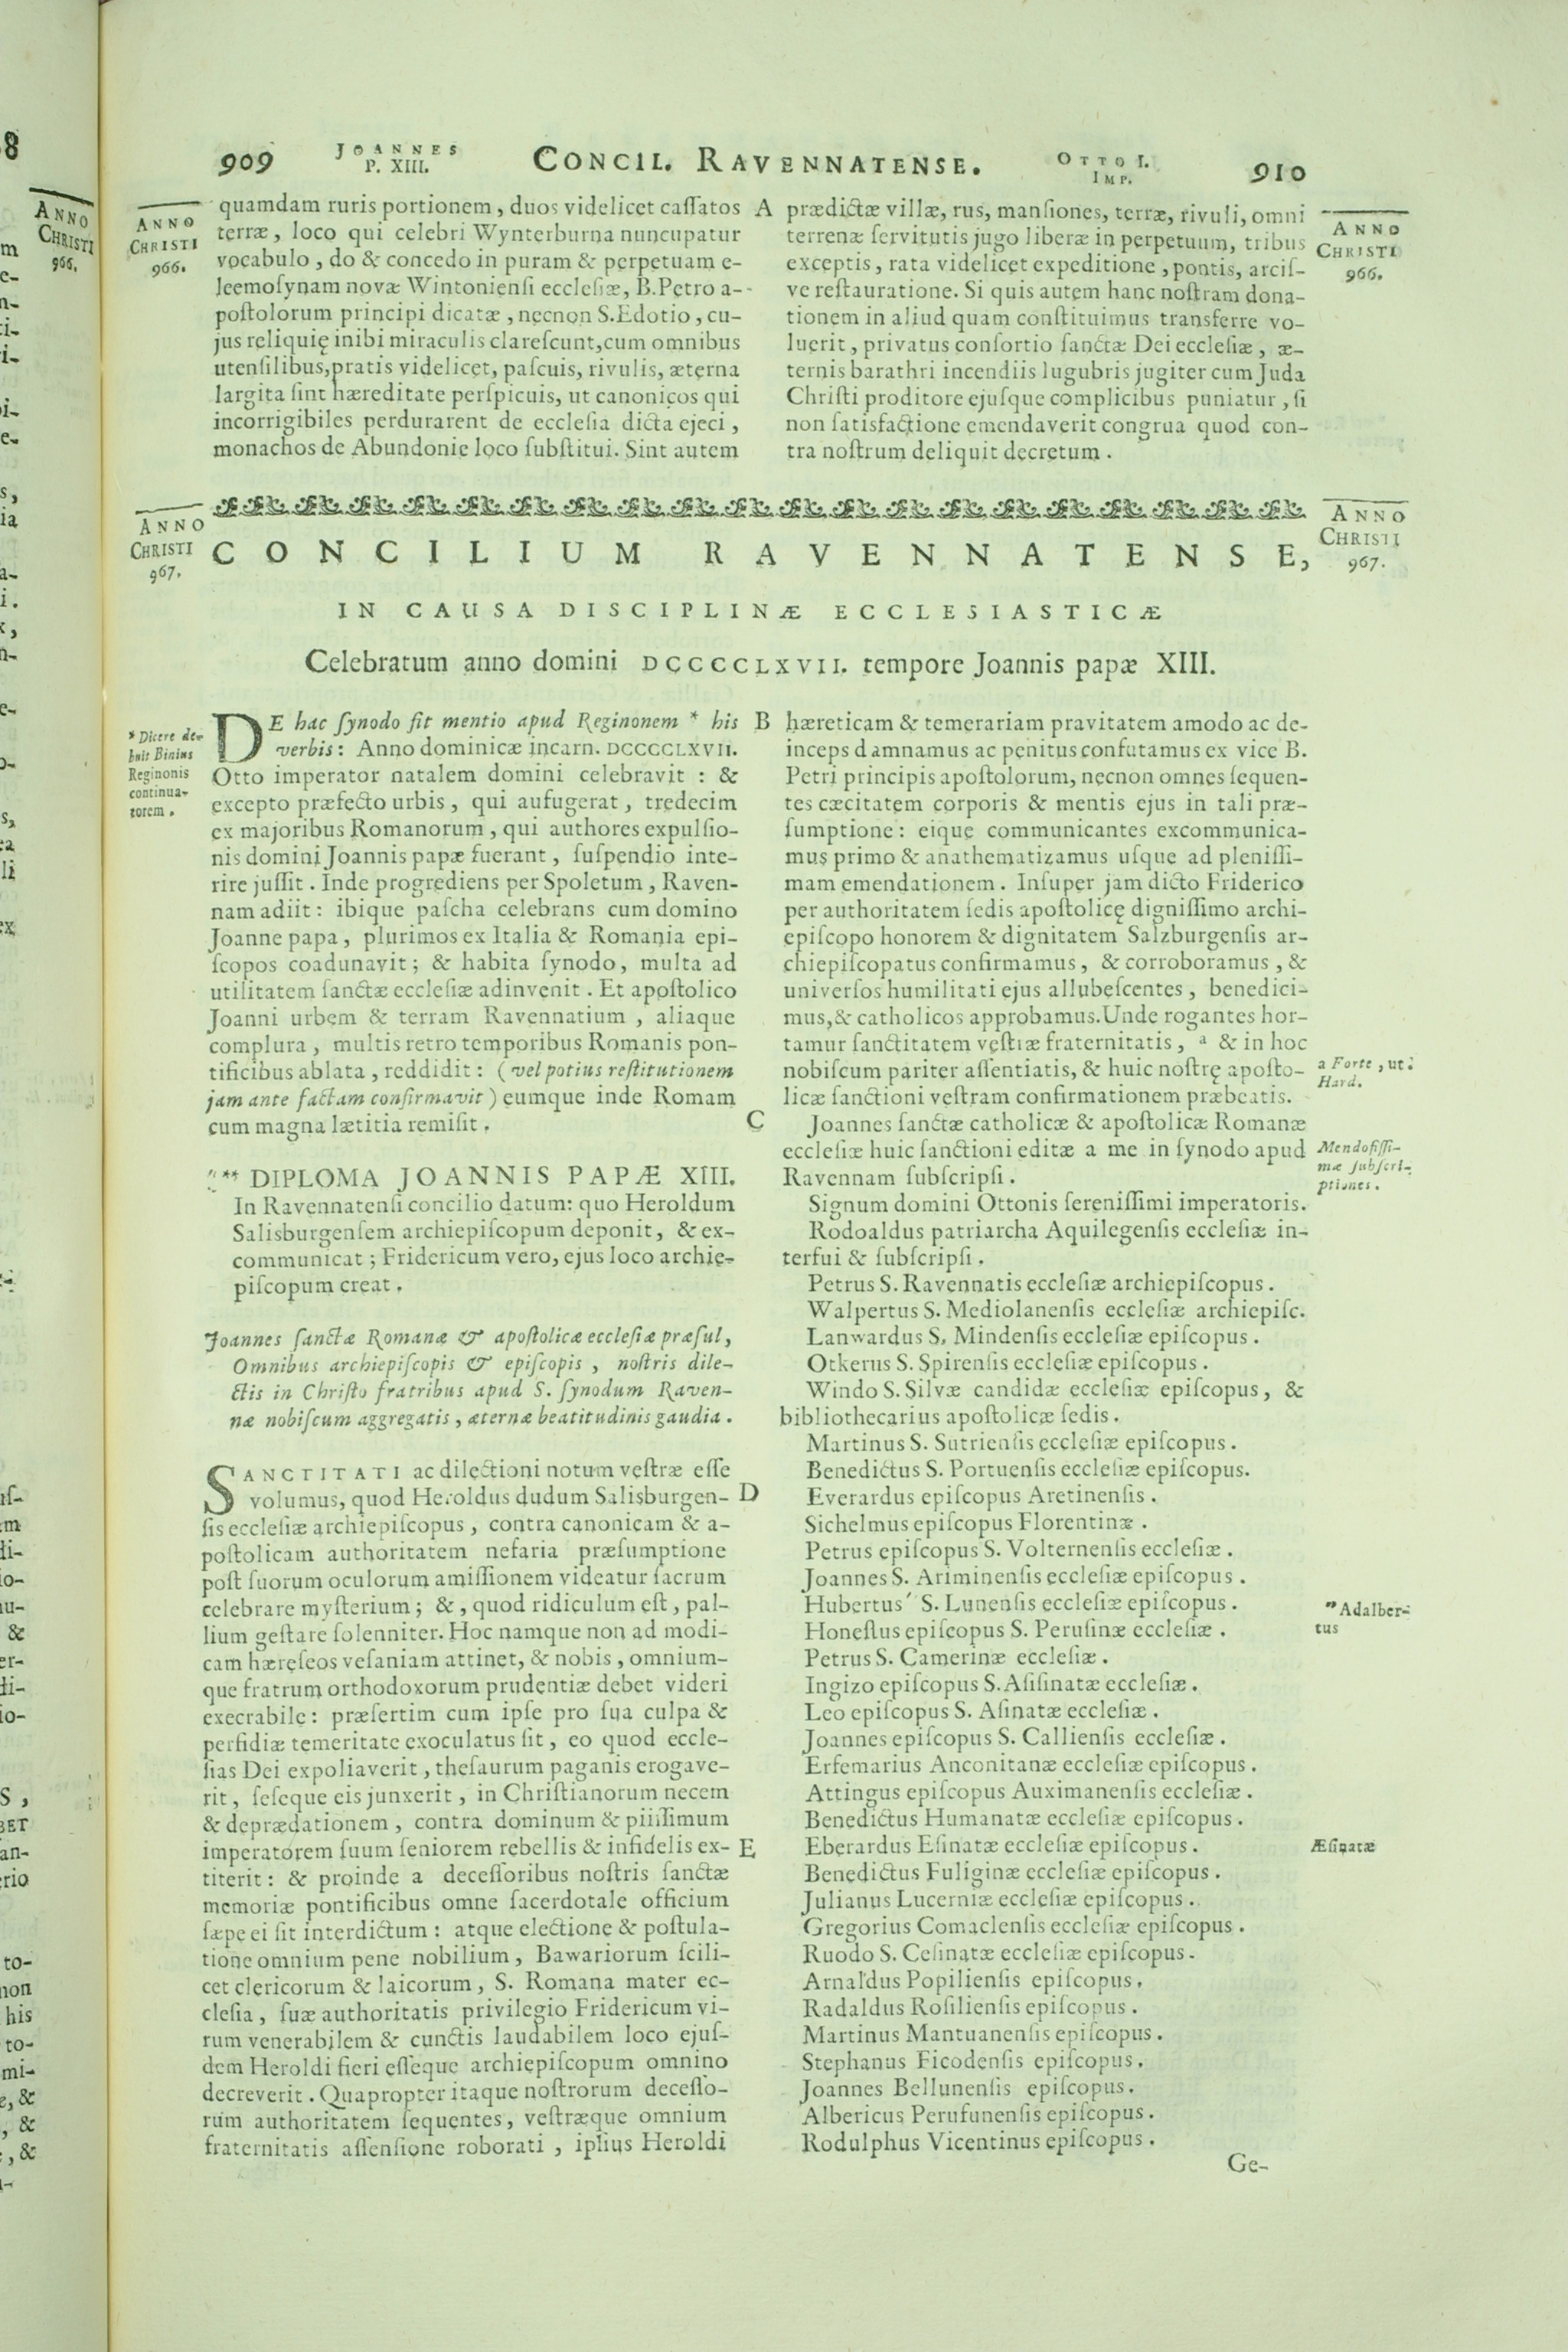 909
JOANNES
P. XIII.
CONCIL. RAVENNATENSE.
OTTO I.
IMP.
910
ANNO
CHRISTI
966.
quamdam ruris portionem, duos videlicet caſſatos
terræ, loco qui celebri Wynterburna nuncupatur
vocabulo, do & concedo in puram & perpetuam e-
leemoſynam novæ Wintonienſi eccleſiæ, B. Petro a-
poſtolorum principi dicatæ, necnon S. Edotio, cu-
jus reliquię inibi miraculis clareſcunt, cum omnibus
utenſilibus, pratis videlicet, paſcuis, rivulis, æterna
largita ſint hæreditate perſpicuis, ut canonicos qui
incorrigibiles perdurarent de eccleſia dicta ejeci,
monachos de Abundonie loco ſubſtitui. Sint autem
A
prædictæ villæ, rus, manſiones, terræ, rivuli, omni
terrenæ ſervitutis jugo liberæ in perpetuum, tribus
exceptis, rata videlicet expeditione, pontis, arciſ-
ve reſtauratione. Si quis autem hanc noſtram dona-
tionem in aliud quam conſtituimus transferre vo-
luerit, privatus conſortio ſanctæ Dei eccleſiæ, æ-
ternis barathri incendiis lugubris jugiter cum Juda
Chriſti proditore ejuſque complicibus puniatur, ſi
non ſatisfactione emendaverit congrua quod con-
tra noſtrum deliquit decretum.
ANNO
CHRISTI
966.
ANNO
CHRISTI
967.
CONCILIUM RAVENNATENSE,
ANNO
CHRISTI
967.
IN CAUSA DISCIPLINÆ ECCLESIASTICÆ
Celebratum anno domini DCCCCLXVII. tempore Joannis papæ XIII.
* Dicere de-
buit Binius
Reginonis
continua-
torem.
DE hac ſynodo fit mentio apud Reginonem * his
verbis: Anno dominicæ incarn. DCCCCLXVII.
Otto imperator natalem domini celebravit: &
excepto præfecto urbis, qui aufugerat, tredecim
ex majoribus Romanorum, qui authores expulſio-
nis domini Joannis papæ fuerant, ſuſpendio inte-
rire juſſit. Inde progrediens per Spoletum, Raven-
nam adiit: ibique paſcha celebrans cum domino
Joanne papa, plurimos ex Italia & Romania epi-
ſcopos coadunavit; & habita ſynodo, multa ad
utilitatem ſanctæ eccleſiæ adinvenit. Et apoſtolico
Joanni urbem & terram Ravennatium, aliaque
complura, multis retro temporibus Romanis pon-
tificibus ablata, reddidit: (vel potius reſtitutionem
jam ante factam confirmavit) eumque inde Romam
cum magna lætitia remiſit.
** DIPLOMA JOANNIS PAPÆ XIII.
In Ravennatenſi concilio datum: quo Heroldum
Salisburgenſem archiepiſcopum deponit, & ex-
communicat; Fridericum vero, ejus loco archie-
piſcopum creat.
Joannes ſanctæ Romanæ & apoſtolicæ eccleſiæ præſul,
Omnibus archiepiſcopis & epiſcopis, noſtris dile-
ctis in Chriſto fratribus apud S. ſynodum Raven-
næ nobiſcum aggregatis, æternæ beatitudinis gaudia.
SANCTITATI ac dilectioni notum veſtræ eſſe
volumus, quod Heroldus dudum Salisburgen-
ſis eccleſiæ archiepiſcopus, contra canonicam & a-
poſtolicam authoritatem nefaria præſumptione
poſt ſuorum oculorum amiſſionem videatur ſacrum
celebrare myſterium; &, quod ridiculum eſt, pal-
lium geſtare ſolenniter. Hoc namque non ad modi-
cam hæreſeos veſaniam attinet, & nobis, omnium-
que fratrum orthodoxorum prudentiæ debet videri
execrabile: præſertim cum ipſe pro ſua culpa &
perfidiæ temeritate exoculatus ſit, eo quod eccle-
ſias Dei expoliaverit, theſaurum paganis erogave-
rit, ſeſeque eis junxerit, in Chriſtianorum necem
& deprædationem, contra dominum & piiſſimum
imperatorem ſuum ſeniorem rebellis & infidelis ex-
titerit: & proinde a deceſſoribus noſtris ſanctæ
memoriæ pontificibus omne ſacerdotale officium
ſæpe ei ſit interdictum: atque electione & poſtula-
tione omnium pene nobilium, Bawariorum ſcili-
cet clericorum & laicorum, S. Romana mater ec-
cleſia, ſuæ authoritatis privilegio Fridericum vi-
rum venerabilem & cunctis laudabilem loco ejuſ-
dem Heroldi fieri eſſeque archiepiſcopum omnino
decreverit. Quapropter itaque noſtrorum deceſſo-
rum authoritatem ſequentes, veſtræque omnium
fraternitatis aſſenſione roborati, ipſius Heroldi
B
C
D
E
hæreticam & temerariam pravitatem amodo ac de-
inceps damnamus ac penitus confutamus ex vice B.
Petri principis apoſtolorum, necnon omnes ſequen-
tes cæcitatem corporis & mentis ejus in tali præ-
ſumptione: eique communicantes excommunica-
mus primo & anathematizamus uſque ad pleniſſi-
mam emendationem. Inſuper jam dicto Friderico
per authoritatem ſedis apoſtolicę digniſſimo archi-
epiſcopo honorem & dignitatem Salzburgenſis ar-
chiepiſcopatus confirmamus, & corroboramus, &
univerſos humilitati ejus allubeſcentes, benedici-
mus, & catholicos approbamus. Unde rogantes hor-
tamur ſanctitatem veſtræ fraternitatis, a & in hoc
nobiſcum pariter aſſentiatis, & huic noſtrę apoſto-
licæ ſanctioni veſtram confirmationem præbeatis.
Joannes ſanctæ catholicæ & apoſtolicæ Romanæ
eccleſiæ huic ſanctioni editæ a me in ſynodo apud
Ravennam ſubſcripſi.
Signum domini Ottonis ſereniſſimi imperatoris.
Rodoaldus patriarcha Aquilegenſis eccleſiæ in-
terfui & ſubſcripſi.
Petrus S. Ravennatis eccleſiæ archiepiſcopus.
Walpertus S. Mediolanenſis eccleſiæ archiepiſc.
Lanwardus S. Mindenſis eccleſiæ epiſcopus.
Otkerus S. Spirenſis eccleſiæ epiſcopus.
Windo S. Silvæ candidæ eccleſiæ epiſcopus, &
bibliothecarius apoſtolicæ ſedis.
Martinus S. Sutrienſis eccleſiæ epiſcopus.
Benedictus S. Portuenſis eccleſiæ epiſcopus.
Everardus epiſcopus Aretinenſis.
Sichelmus epiſcopus Florentinæ.
Petrus epiſcopus S. Volternenſis eccleſiæ.
Joannes S. Ariminenſis eccleſiæ epiſcopus.
Hubertus" S. Lunenſis eccleſiæ epiſcopus.
Honeſtus epiſcopus S. Peruſinæ eccleſiæ.
Petrus S. Camerinæ eccleſiæ.
Ingizo epiſcopus S. Aſiſinatæ eccleſiæ.
Leo epiſcopus S. Aſinatæ eccleſiæ.
Joannes epiſcopus S. Callienſis eccleſiæ.
Erfemarius Anconitanæ eccleſiæ epiſcopus.
Attingus epiſcopus Auximanenſis eccleſiæ.
Benedictus Humanatæ eccleſiæ epiſcopus.
Eberardus Eſinatæ eccleſiæ epiſcopus.
Benedictus Fuliginæ eccleſiæ epiſcopus.
Julianus Lucerniæ eccleſiæ epiſcopus.
Gregorius Comaclenſis eccleſiæ epiſcopus.
Ruodo S. Ceſinatæ eccleſiæ epiſcopus.
Arnaldus Popilienſis epiſcopus.
Radaldus Roſilienſis epiſcopus.
Martinus Mantuanenſis epiſcopus.
Stephanus Ficodenſis epiſcopus.
Joannes Bellunenſis epiſcopus.
Albericus Perufunenſis epiſcopus.
Rodulphus Vicentinus epiſcopus.
Ge-
a Forte, ut:
Hard.
Mendoſiſſi-
mæ ſubſcri-
ptiones.
" Adalber-
tus
Æſinatæ
8
ANNO
CHRISTI
966.